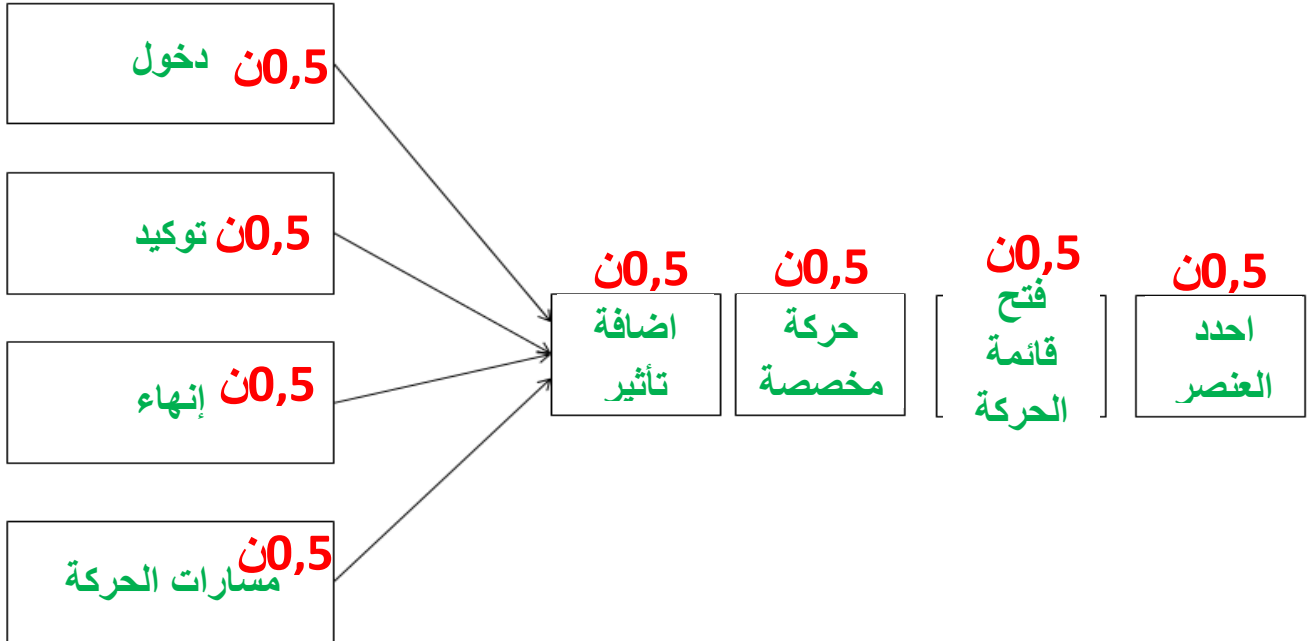 0,5ن
احدد
العنصر
0,5ن
فتح
قائمة
الحركة
0,5ن
حركة
مخصصة
0,5ن
اضافة
تأثير
دخول 0,5ن
توكيد 0,5ن
إنهاء 0,5ن
0,5ن
مسارات الحركة